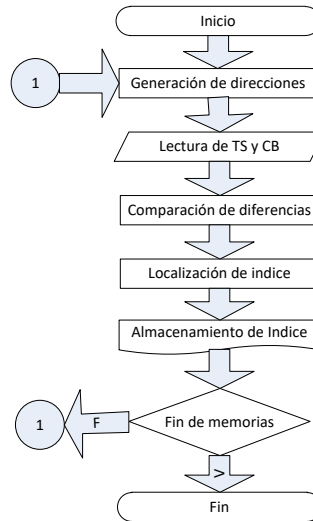 Inicio
1
Generación de direcciones
Lectura de TS y CB
Comparación de diferencias
Localización de indice
Almacenamiento de Indice
Fin de memorias
F
1
V
Fin